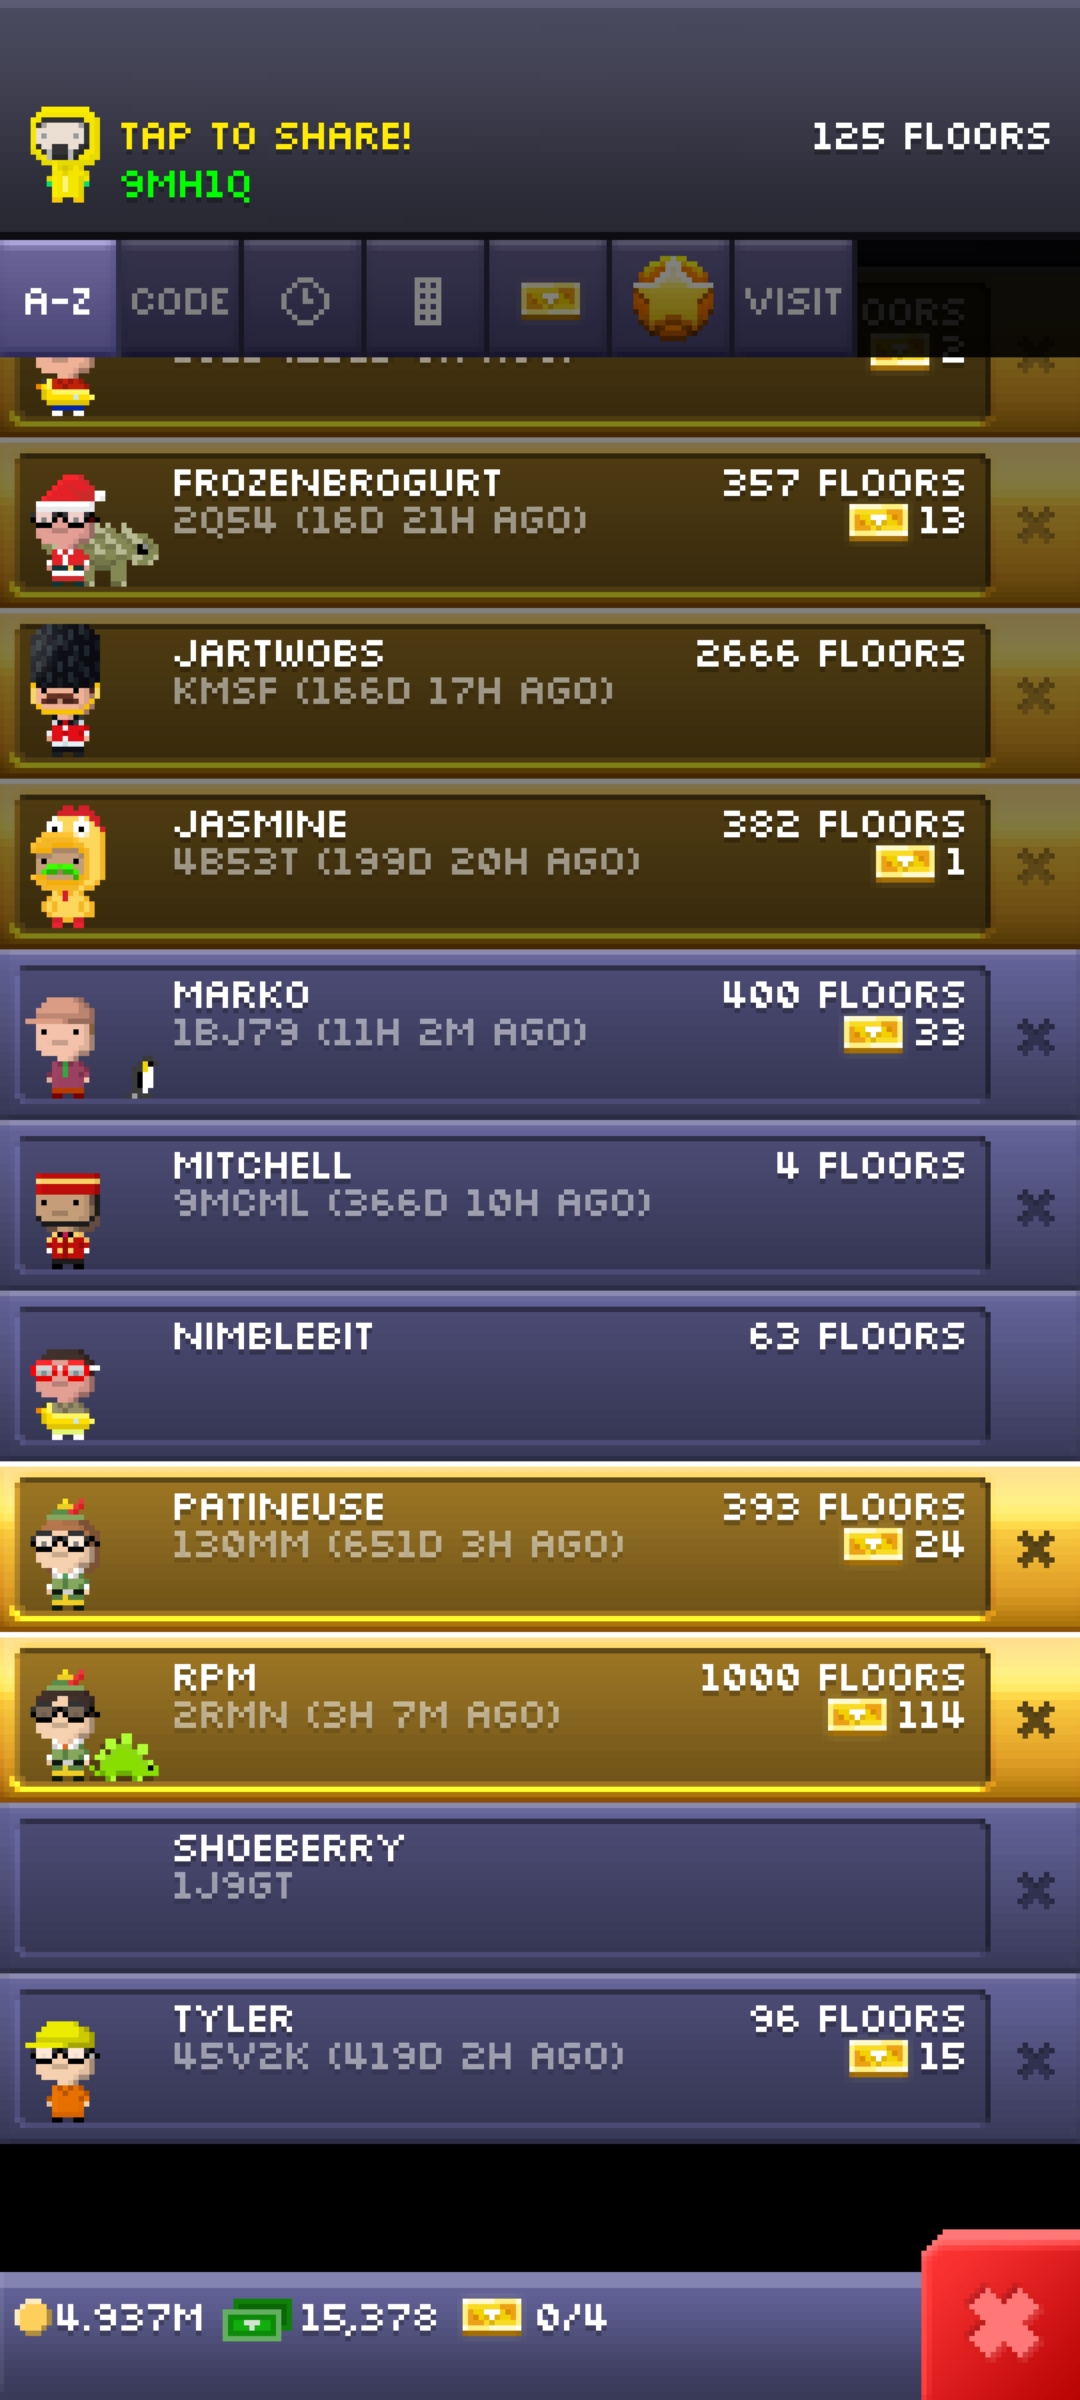 TAP TO SHARE!
125 FLOORS
9MH1Q
A-Z
CODE
VISIT
FROZENBROGURT
357 FLOORS
2Q54 (16D 21H AGO)
13
JARTWOBS
2666 FLOORS
KMSF (166D 17H AGO)
JASMINE
382 FLOORS
4B53T (199D 20H AGO)
1
MARKO
400 FLOORS
1BJ79 (11H 2M AGO)
33
MITCHELL
4 FLOORS
9MCML (366D 10H AGO)
NIMBLEBIT
63 FLOORS
PATINEUSE
393 FLOORS
130MM (651D 3H AGO)
24
RPM
1000 FLOORS
2RMN (3H 7M AGO)
114
SHOEBERRY
1J9GT
TYLER
96 FLOORS
45V2K (419D 2H AGO)
15
4.937M
15,378
0/4